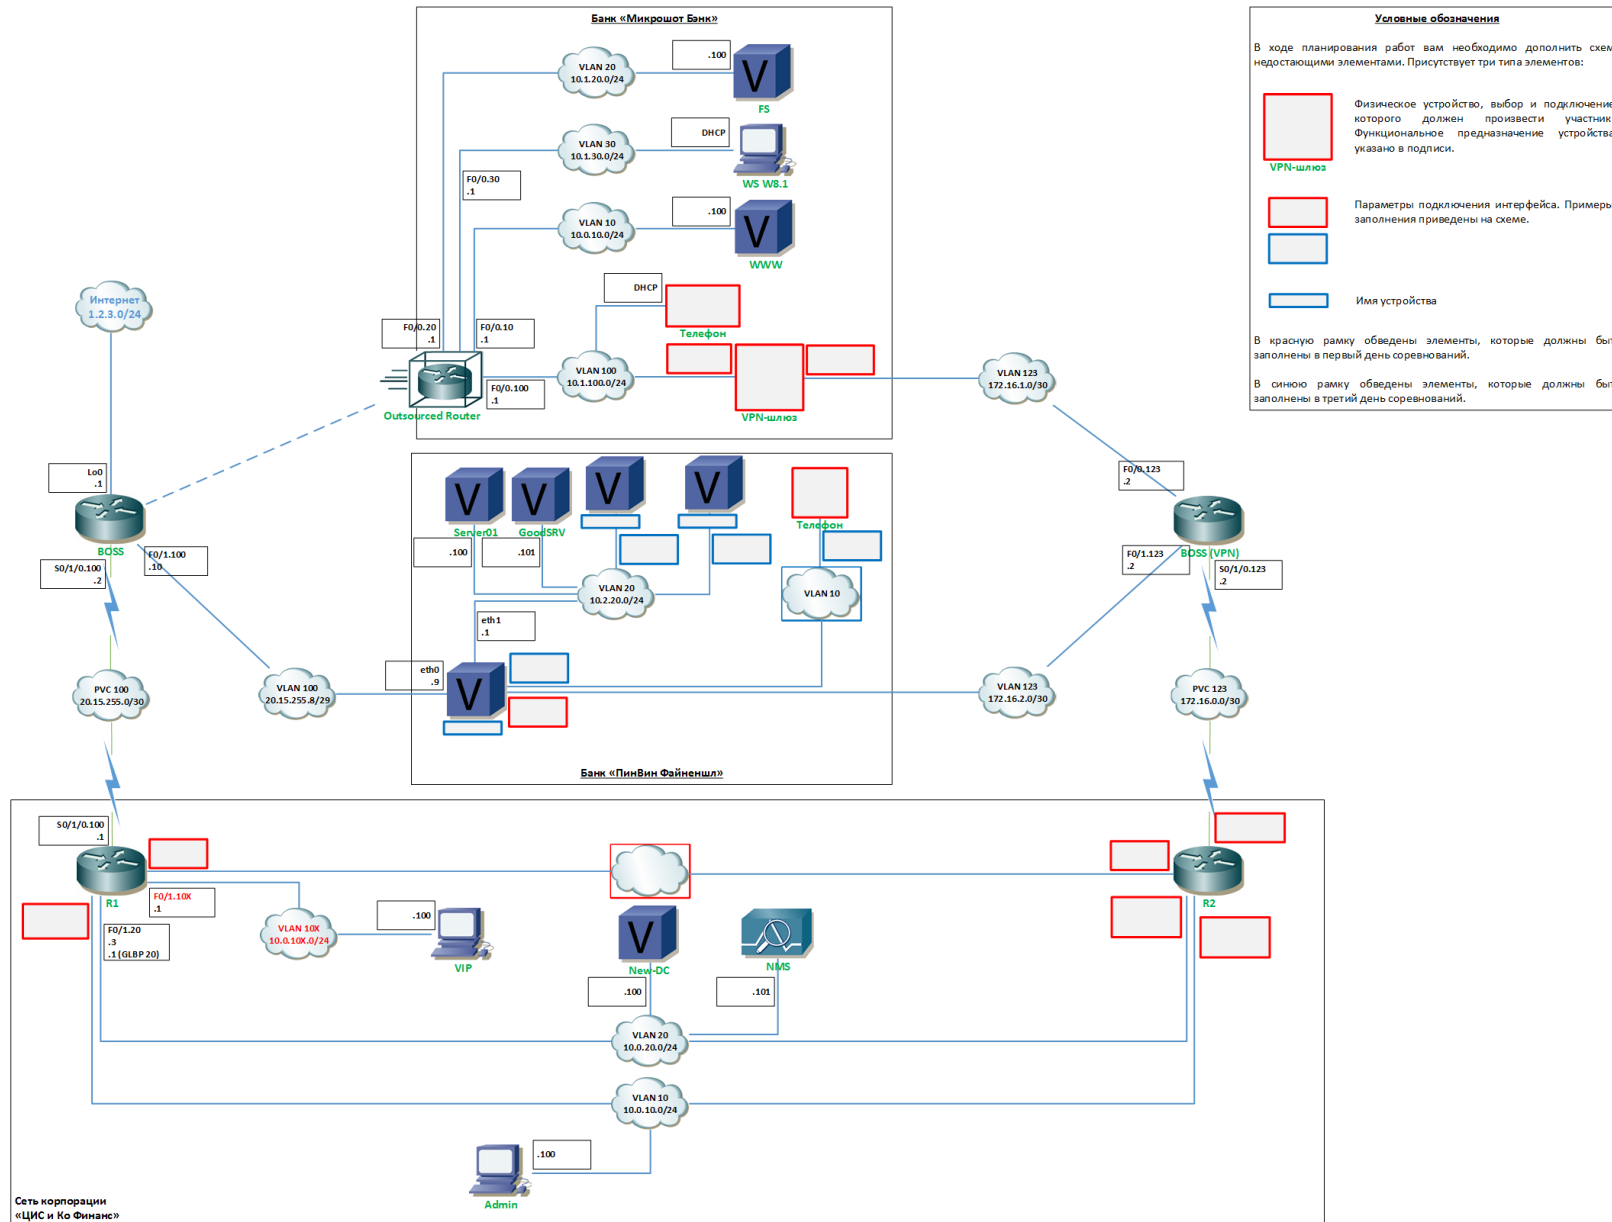 Банк «Микрошот Бэнк»
VLAN 20
10.1.20.0/24
.100
FS
VLAN 30
10.1.30.0/24
DHCP
WS W8.1
F0/0.30
.1
VLAN 10
10.0.10.0/24
.100
WWW
DHCP
Телефон
F0/0.20
.1
F0/0.10
.1
VLAN 100
10.1.100.0/24
F0/0.100
.1
Outsourced Router
VPN-шлюз
Интернет
1.2.3.0/24
Lo0
.1
BOSS
S0/1/0.100
.2
F0/1.100
.10
VLAN 123
172.16.1.0/30
F0/0.123
.2
BOSS (VPN)
F0/1.123
.2
S0/1/0.123
.2
Server01
GoodSRV
Телефон
.100
.101
VLAN 20
10.2.20.0/24
VLAN 10
eth1
.1
eth0
.9
PVC 100
20.15.255.0/30
VLAN 100
20.15.255.8/29
VLAN 123
172.16.2.0/30
PVC 123
172.16.0.0/30
Банк «ПинВин Файненшл»
S0/1/0.100
.1
R1
F0/1.10X
.1
F0/1.20
.3
.1 (GLBP 20)
VLAN 10X
10.0.10X.0/24
.100
VIP
New-DC
NMS
.100
.101
R2
VLAN 20
10.0.20.0/24
VLAN 10
10.0.10.0/24
.100
Admin
Сеть корпорации
«ЦИС и Ко Финанс»
Условные обозначения
В ходе планирования работ вам необходимо дополнить схем
недостающими элементами. Присутствует три типа элементов:
Физическое устройство, выбор и подключение
которого должен произвести участник
Функциональное предназначение устройства
указано в подписи.
VPN-шлюз
Параметры подключения интерфейса. Примеры
заполнения приведены на схеме.
Имя устройства
В красную рамку обведены элементы, которые должны быт
заполнены в первый день соревнований.
В синюю рамку обведены элементы, которые должны быт
заполнены в третий день соревнований.